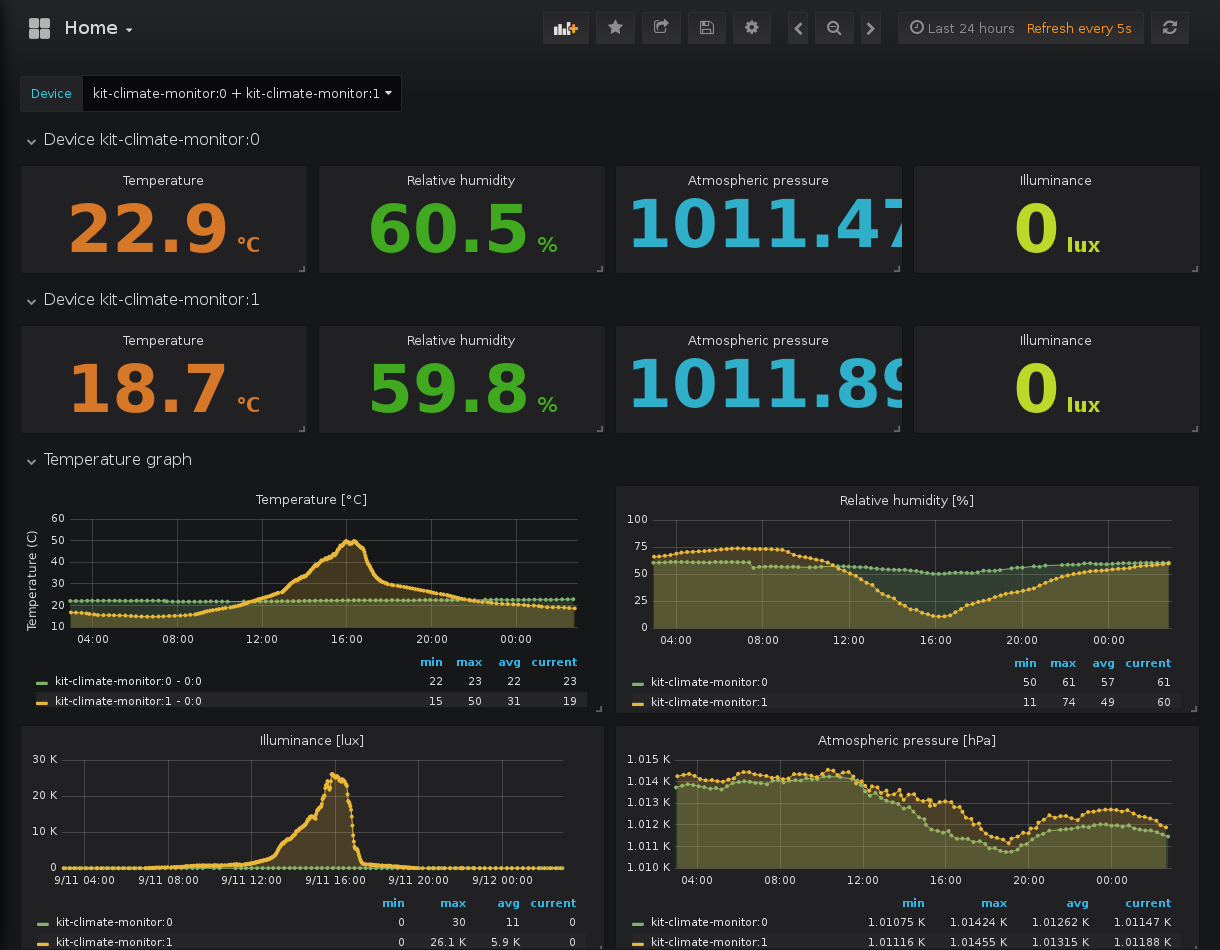 Home
Last 24 hours Refresh every 5s
Device kit-climate-monitor:0 + kit-climate-monitor:1
Device kit-climate-monitor:0
Temperature Relative humidity Atmospheric pressure Illuminance
22.9 °C 60.5 % 1011.47 0 lux
Device kit-climate-monitor:1
Temperature Relative humidity Atmospheric pressure Illuminance
18.7 °C 59.8 % 1011.89 0 lux
Temperature graph
Temperature [°C]
Temperature (C)
60
50
40
30
20
10
04:00 08:00 12:00 16:00 20:00 00:00
min max avg current
kit-climate-monitor:0 - 0:0 22 23 22 23
kit-climate-monitor:1 - 0:0 15 50 31 19
Relative humidity [%]
100
75
50
25
0
04:00 08:00 12:00 16:00 20:00 00:00
min max avg current
kit-climate-monitor:0 50 61 57 61
kit-climate-monitor:1 11 74 49 60
Illuminance [lux]
30 K
20 K
10 K
0
9/11 04:00 9/11 08:00 9/11 12:00 9/11 16:00 9/11 20:00 9/12 00:00
min max avg current
kit-climate-monitor:0 0 30 11 0
kit-climate-monitor:1 0 26.1 K 5.9 K 0
Atmospheric pressure [hPa]
1.015 K
1.014 K
1.013 K
1.012 K
1.011 K
1.010 K
04:00 08:00 12:00 16:00 20:00 00:00
min max avg current
kit-climate-monitor:0 1.01075 K 1.01424 K 1.01262 K 1.01147 K
kit-climate-monitor:1 1.01116 K 1.01455 K 1.01315 K 1.01188 K